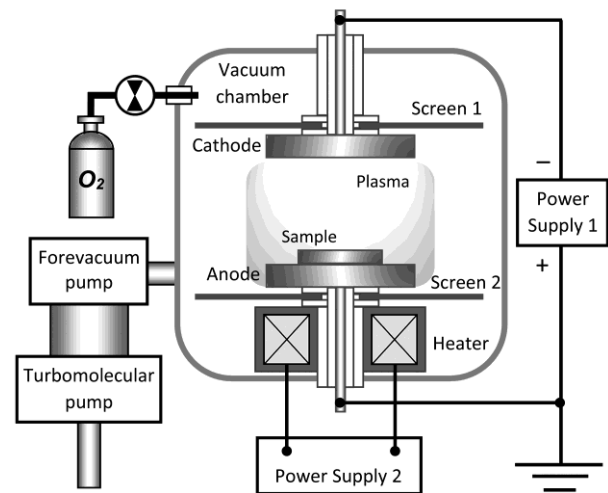 Vacuum
chamber
Screen 1
Cathode
O₂
Plasma
–
Power
Supply 1
+
Sample
Forevacuum
pump
Anode
Screen 2
Heater
Turbomolecular
pump
Power Supply 2